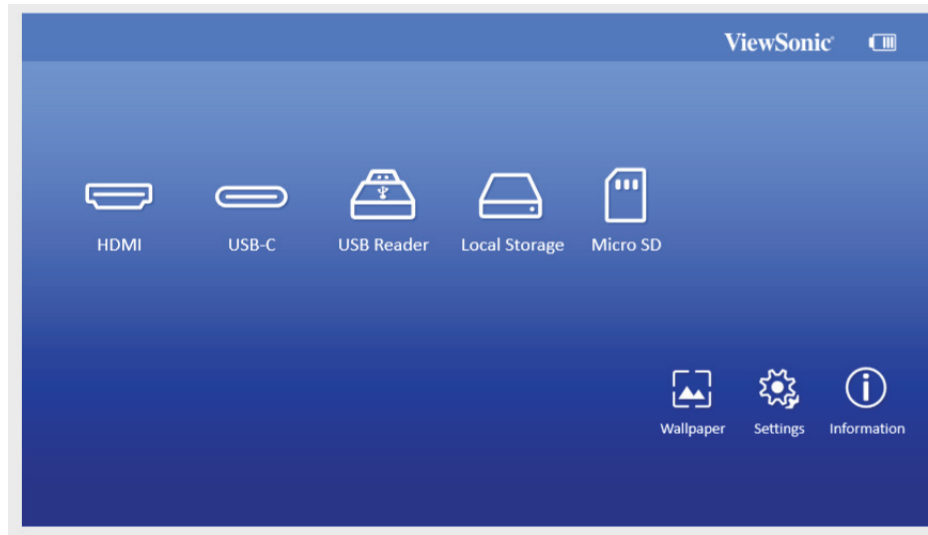 ViewSonic®
HDMI
USB-C
USB Reader
Local Storage
Micro SD
Wallpaper
Settings
Information